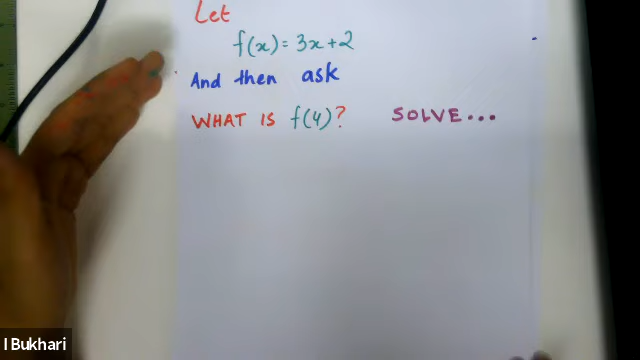 Let
f(x) = 3x + 2
And then ask
WHAT IS f(4)? SOLVE...
I Bukhari